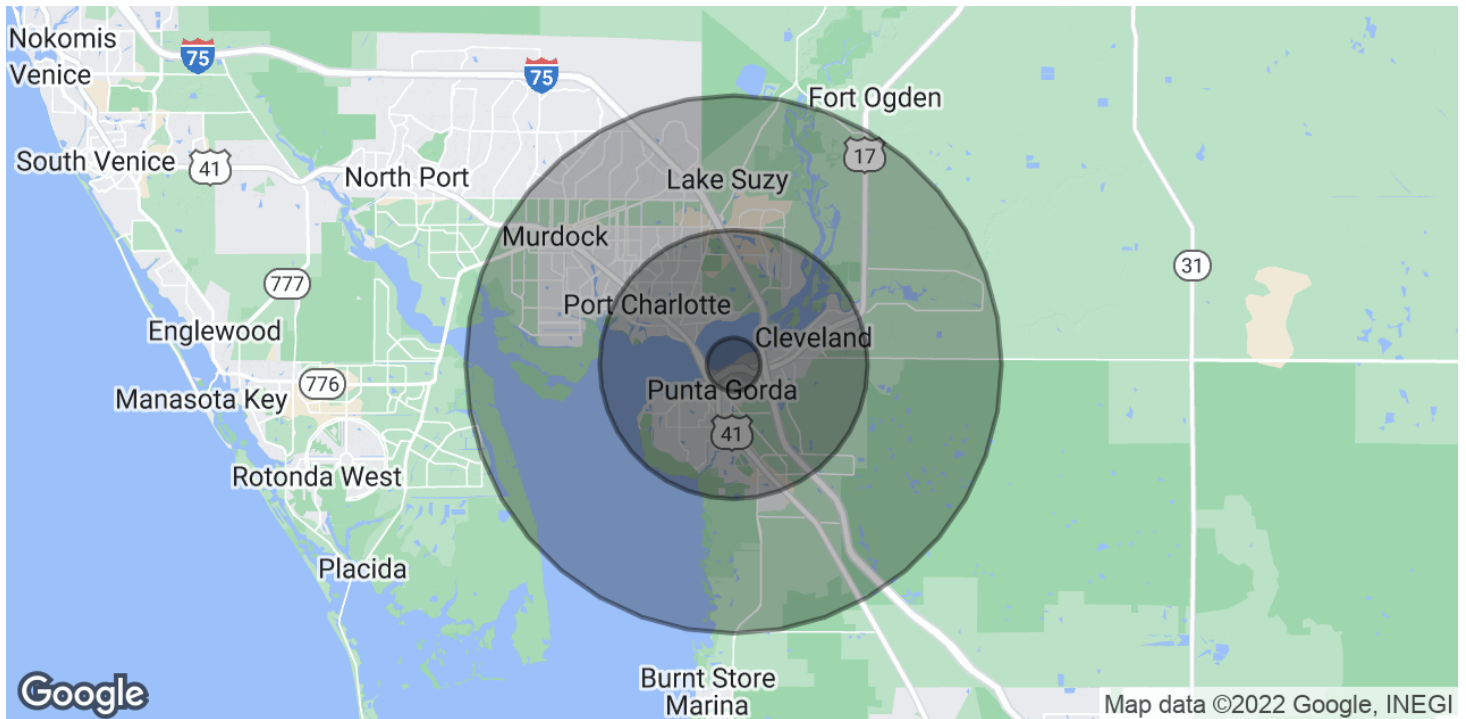 Nokomis
Venice
75
75
Fort Ogden
17
South Venice
41
North Port
Lake Suzy
Murdock
31
777
Port Charlotte
Englewood
Cleveland
776
Manasota Key
Punta Gorda
41
Rotonda West
Placida
Burnt Store
Marina
Google
Map data ©2022 Google, INEGI